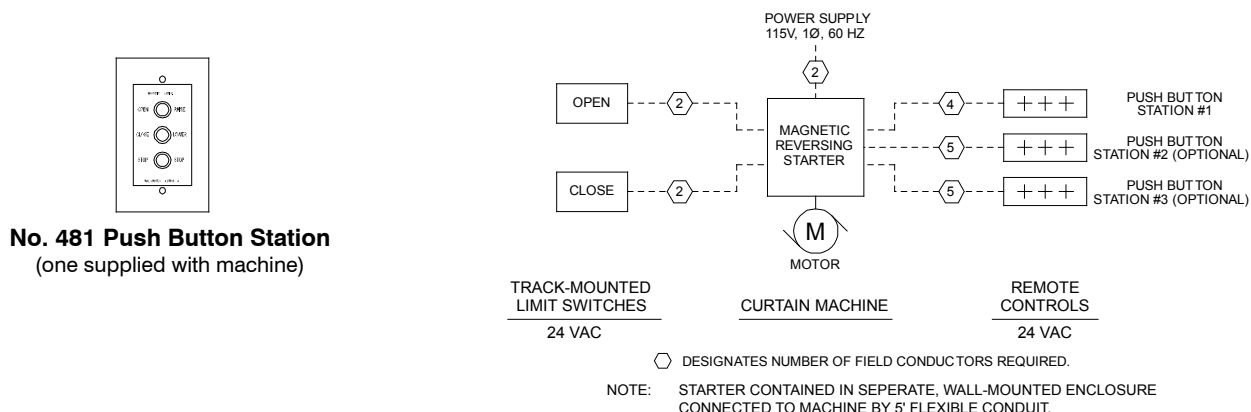 OPEN RAISE
CLOSE LOWER
STOP STOP
No. 481 Push Button Station
(one supplied with machine)
POWER SUPPLY
115V, 1Ø, 60 HZ
2
OPEN
2
CLOSE
2
MAGNETIC
REVERSING
STARTER
M
MOTOR
4
+ + +
PUSH BUTTON
STATION #1
5
+ + +
PUSH BUTTON
STATION #2 (OPTIONAL)
5
+ + +
PUSH BUTTON
STATION #3 (OPTIONAL)
TRACK-MOUNTED
LIMIT SWITCHES
24 VAC
CURTAIN MACHINE
REMOTE
CONTROLS
24 VAC
DESIGNATES NUMBER OF FIELD CONDUCTORS REQUIRED.
NOTE: STARTER CONTAINED IN SEPERATE, WALL-MOUNTED ENCLOSURE
CONNECTED TO MACHINE BY 5' FLEXIBLE CONDUIT.